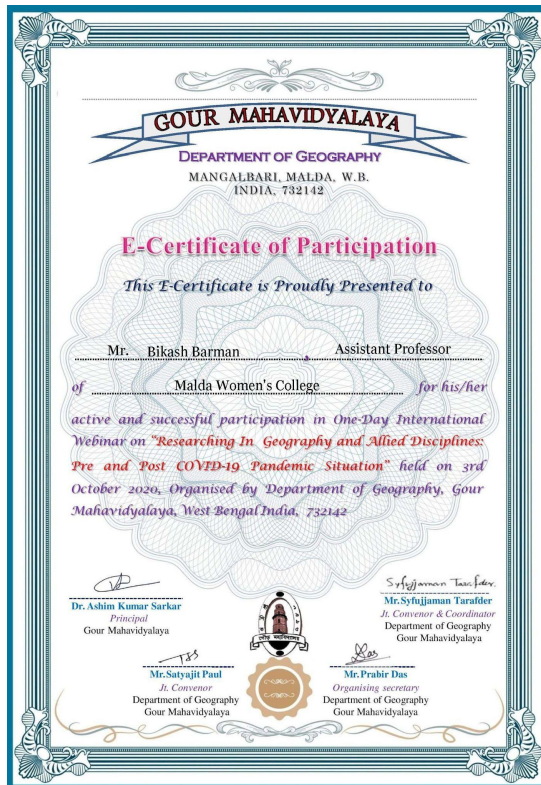 GOUR MAHAVIDYALAYA
DEPARTMENT OF GEOGRAPHY
MANGALBARI, MALDA, W.B.
INDIA, 732142
E-Certificate of Participation
This E-Certificate is Proudly Presented to
Mr. Bikash Barman , Assistant Professor
of Malda Women's College for his/her
active and successful participation in One-Day International
Webinar on "Researching In Geography and Allied Disciplines:
Pre and Post COVID-19 Pandemic Situation" held on 3rd
October 2020, Organised by Department of Geography, Gour
Mahavidyalaya, West Bengal India, 732142
Dr. Ashim Kumar Sarkar
Principal
Gour Mahavidyalaya
Syfujjaman Tarafder.
Mr.Syfujjaman Tarafder
Jt. Convenor & Coordinator
Department of Geography
Gour Mahavidyalaya
Mr.Satyajit Paul
Jt. Convenor
Department of Geography
Gour Mahavidyalaya
Mr.Prabir Das
Organising secretary
Department of Geography
Gour Mahavidyalaya
গৌড় মহাবিদ্যালয়